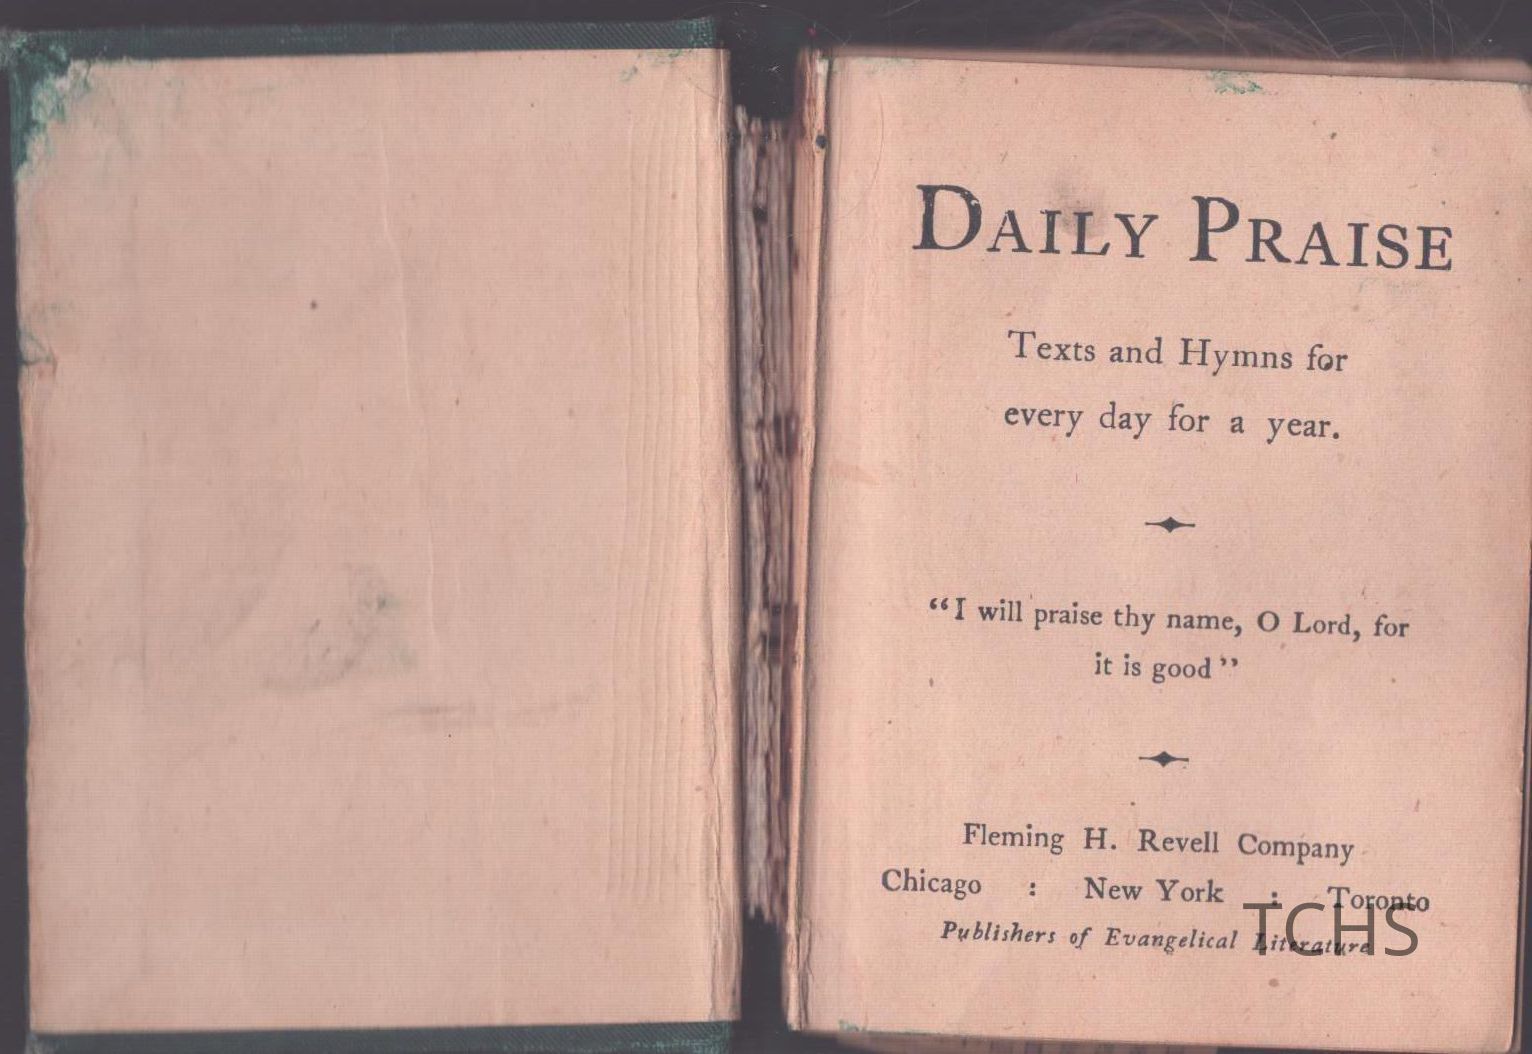 DAILY PRAISE
Texts and Hymns for
every day for a year.
“I will praise thy name, O Lord, for
it is good”
Fleming H. Revell Company
Chicago : New York : Toronto
Publishers of Evangelical Literature
TCHS